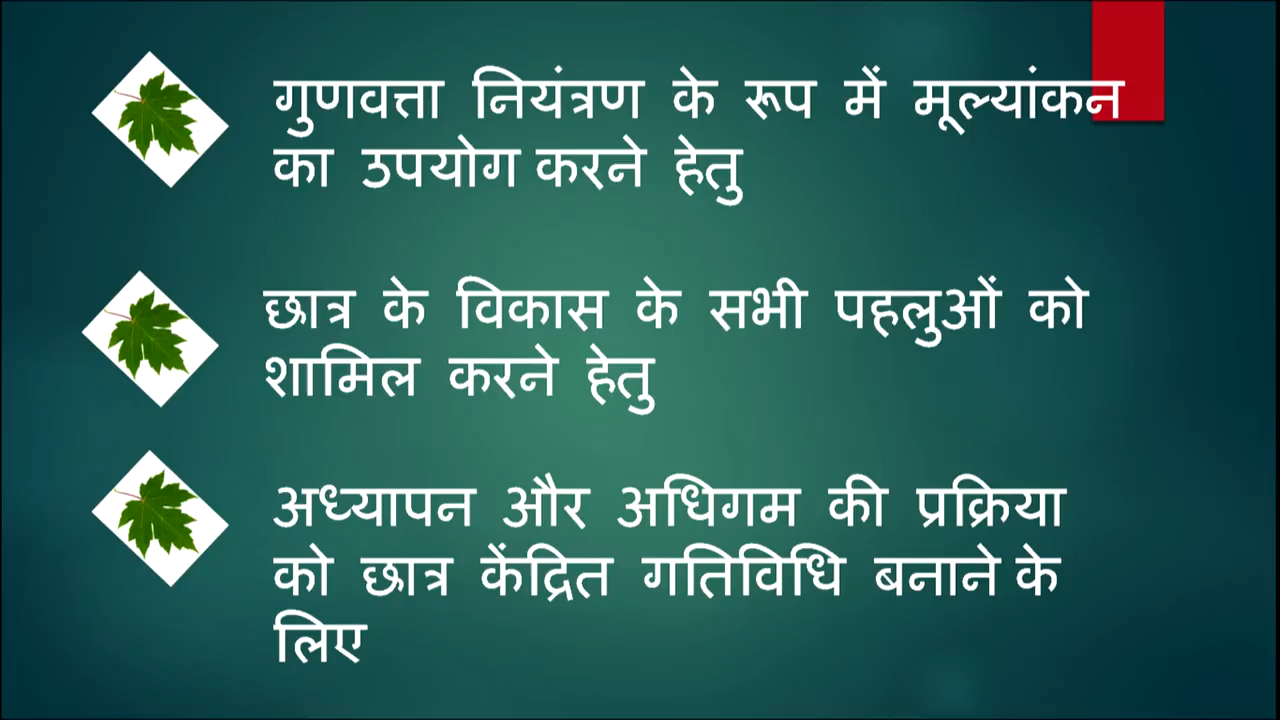 गुणवत्ता नियंत्रण के रूप में मूल्यांकन
का उपयोग करने हेतु
छात्र के विकास के सभी पहलुओं को
शामिल करने हेतु
अध्यापन और अधिगम की प्रक्रिया
को छात्र केंद्रित गतिविधि बनाने के
लिए